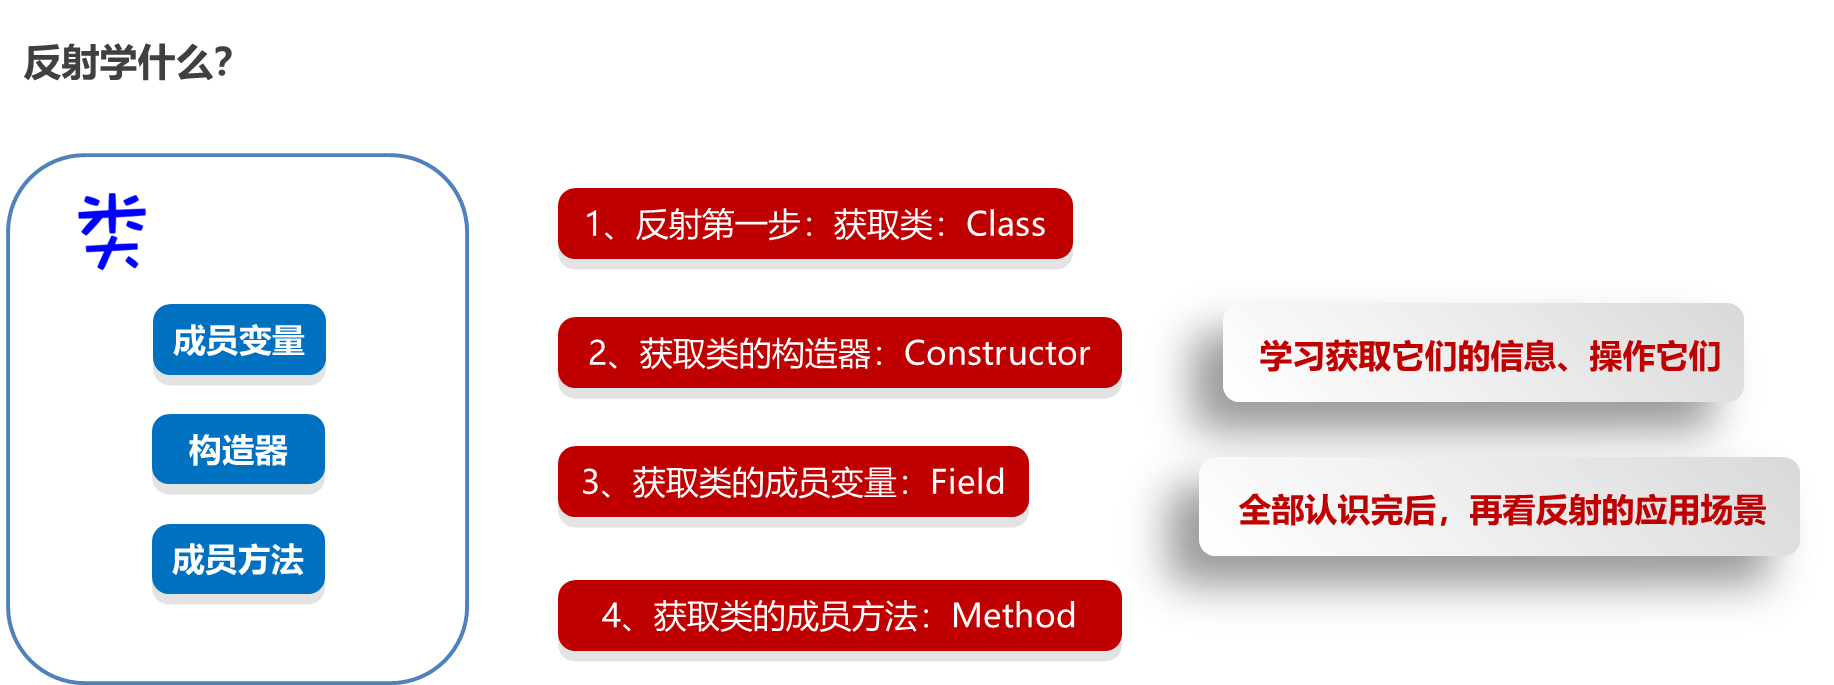 反射学什么?
类
成员变量
构造器
成员方法
1、反射第一步：获取类：Class
2、获取类的构造器：Constructor
3、获取类的成员变量：Field
4、获取类的成员方法：Method
学习获取它们的信息、操作它们
全部认识完后，再看反射的应用场景